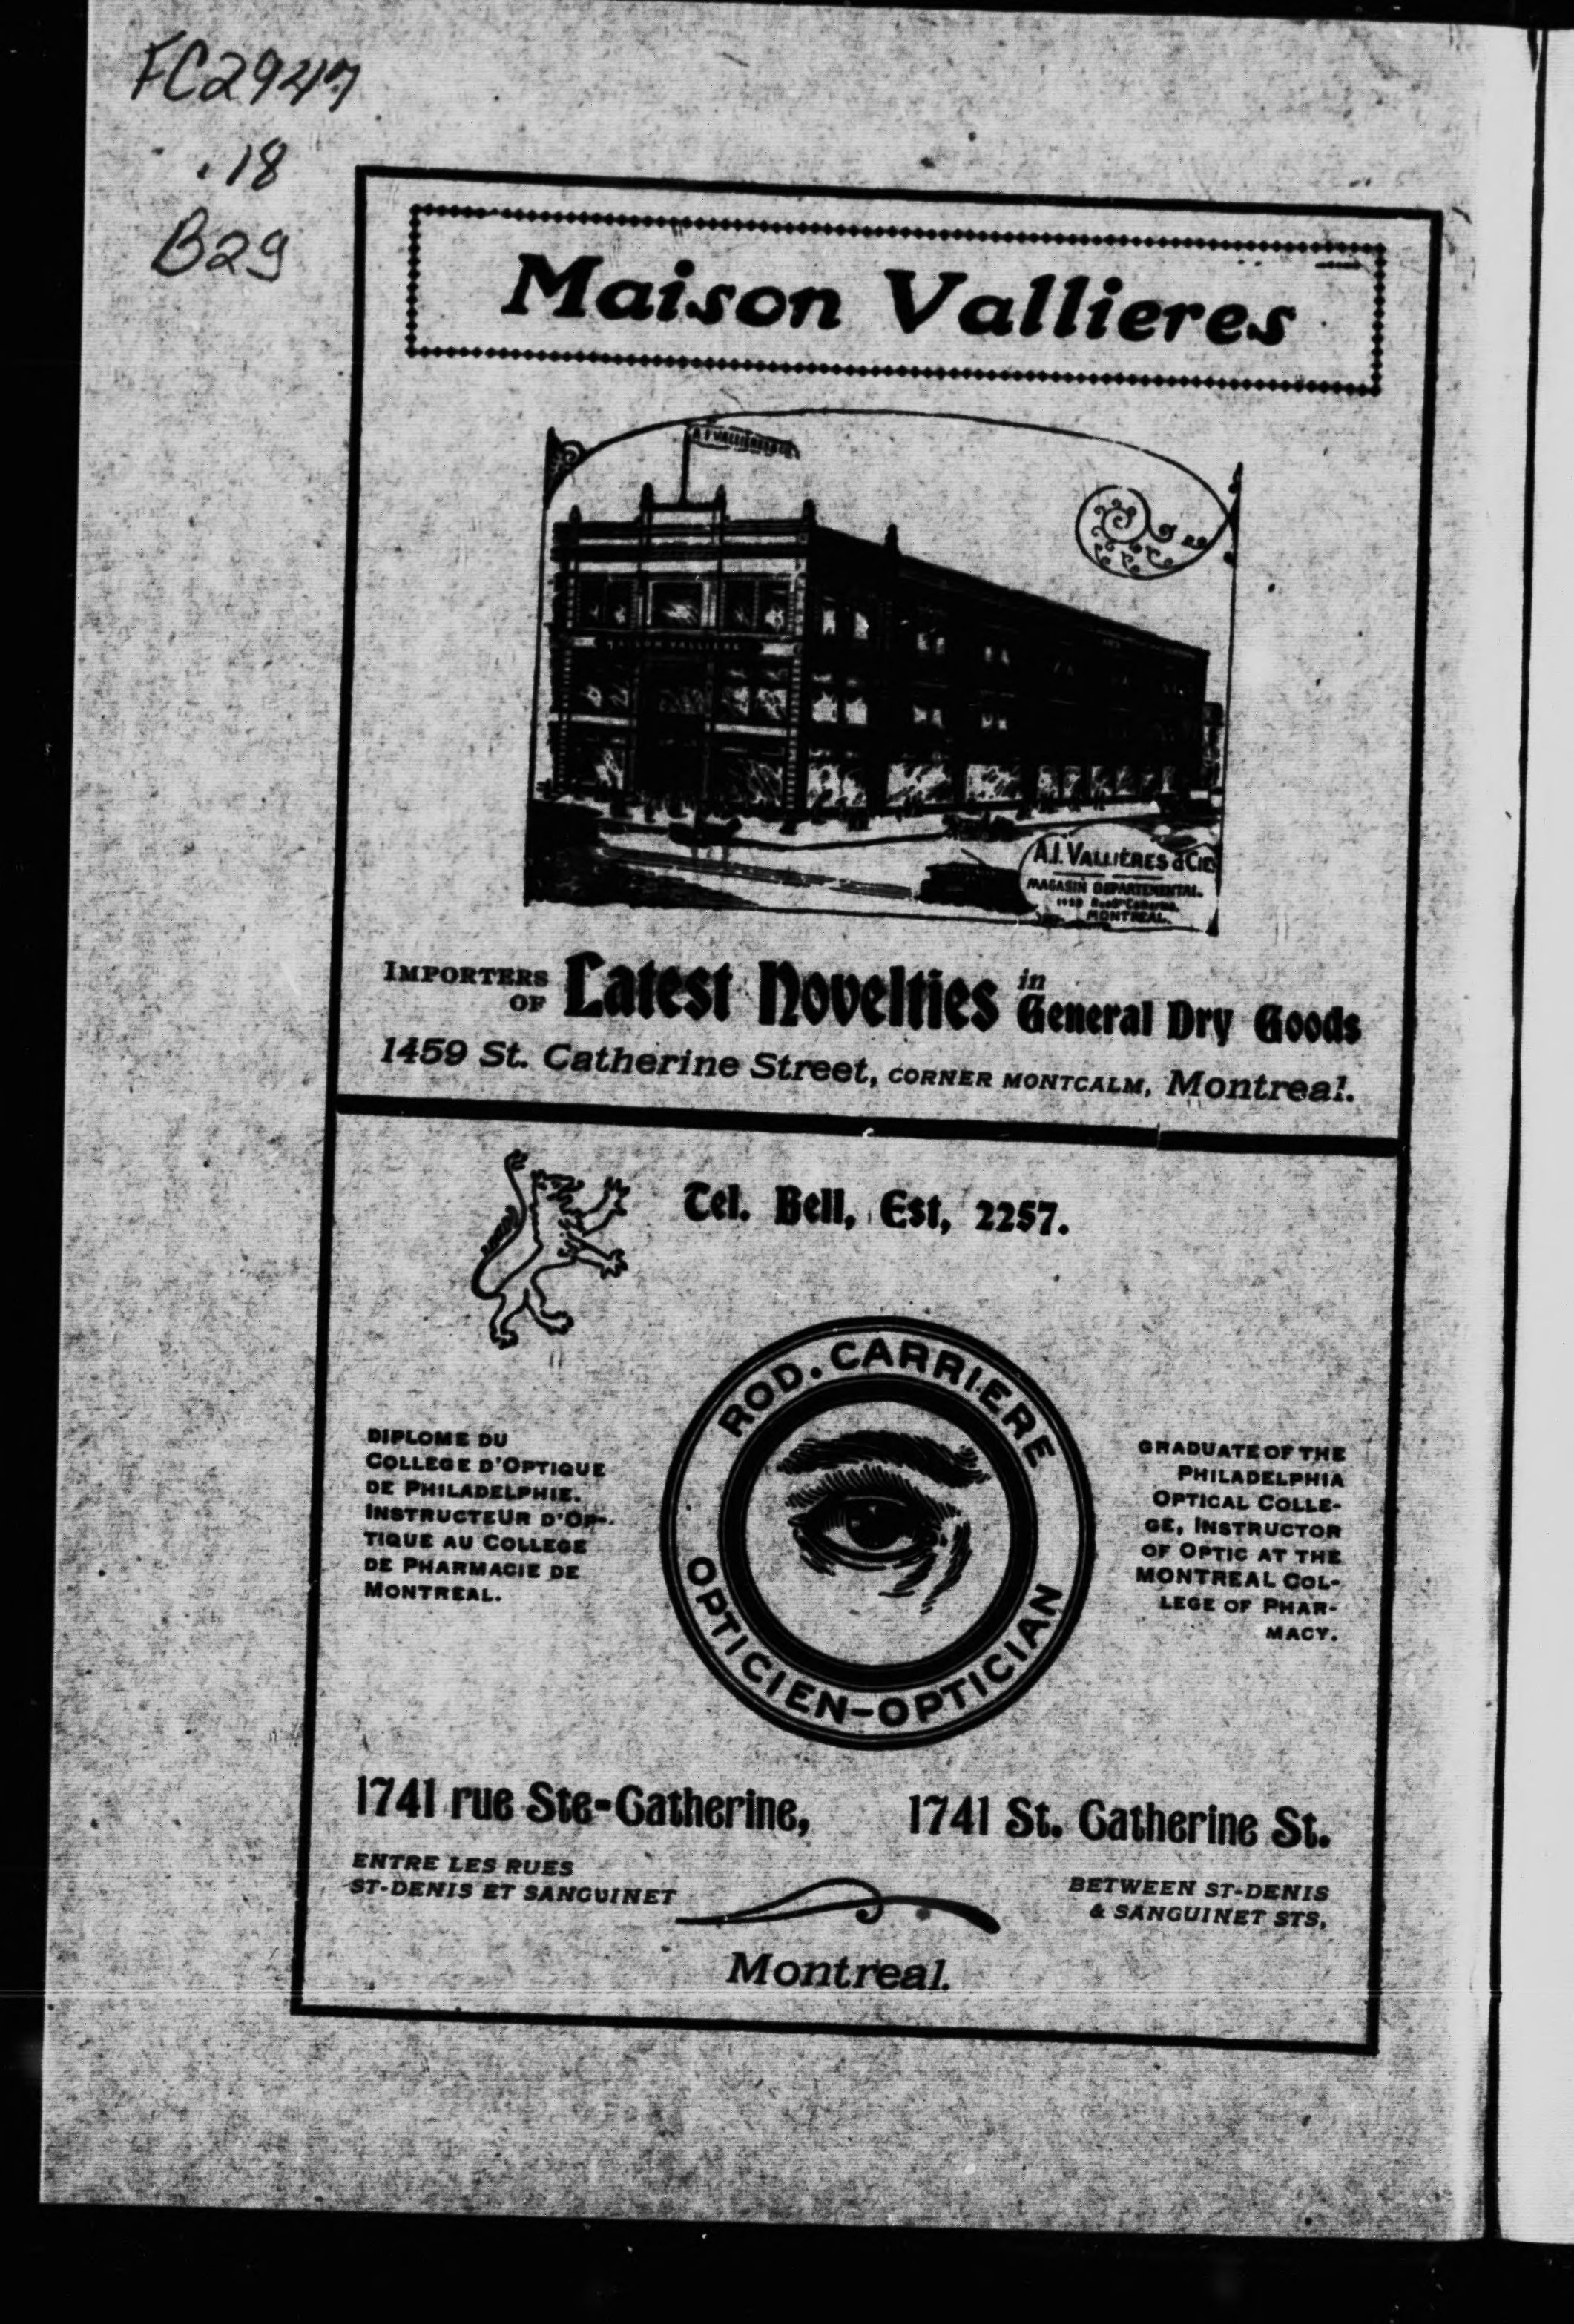 FC2947
.18
B29
Maison Vallieres
A.I. VALLIÈRES & CIE
MAGASIN DEPARTEMENTAL.
MONTREAL.
IMPORTERS OF Latest Novelties in General Dry Goods
1459 St. Catherine Street, CORNER MONTCALM, Montreal.
Tel. Bell, Est, 2257.
ROD. CARRIERE
OPTICIEN-OPTICIAN
DIPLOME DU
COLLEGE D'OPTIQUE
DE PHILADELPHIE.
INSTRUCTEUR D'OP-
TIQUE AU COLLEGE
DE PHARMACIE DE
MONTREAL.
GRADUATE OF THE
PHILADELPHIA
OPTICAL COLLE-
GE, INSTRUCTOR
OF OPTIC AT THE
MONTREAL COL-
LEGE OF PHAR-
MACY.
1741 rue Ste-Catherine,
ENTRE LES RUES
ST-DENIS ET SANGUINET
1741 St. Catherine St.
BETWEEN ST-DENIS
& SANGUINET STS,
Montreal.